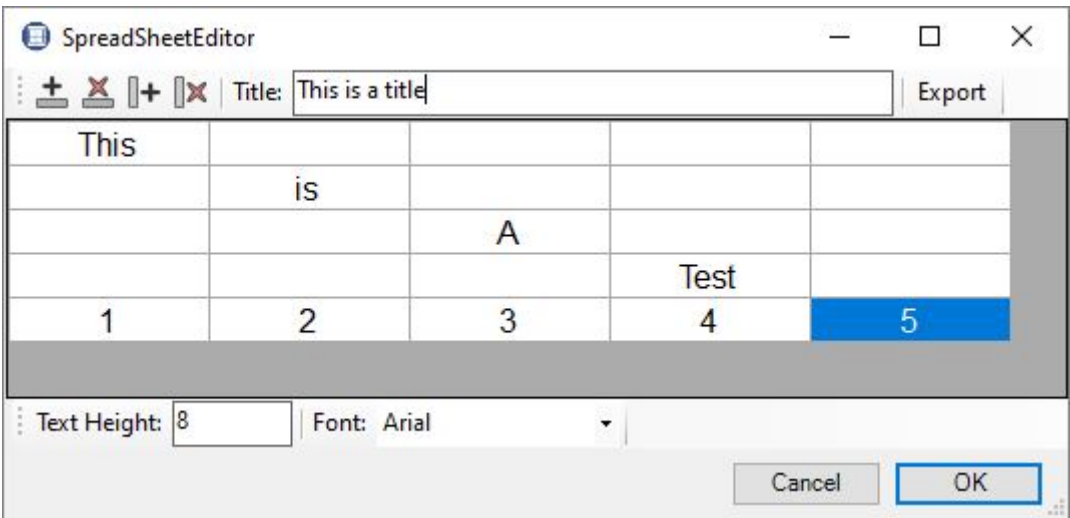 SpreadSheetEditor
Title: This is a title Export
This
is
A
Test
1 2 3 4 5
Text Height: 8 Font: Arial
Cancel OK